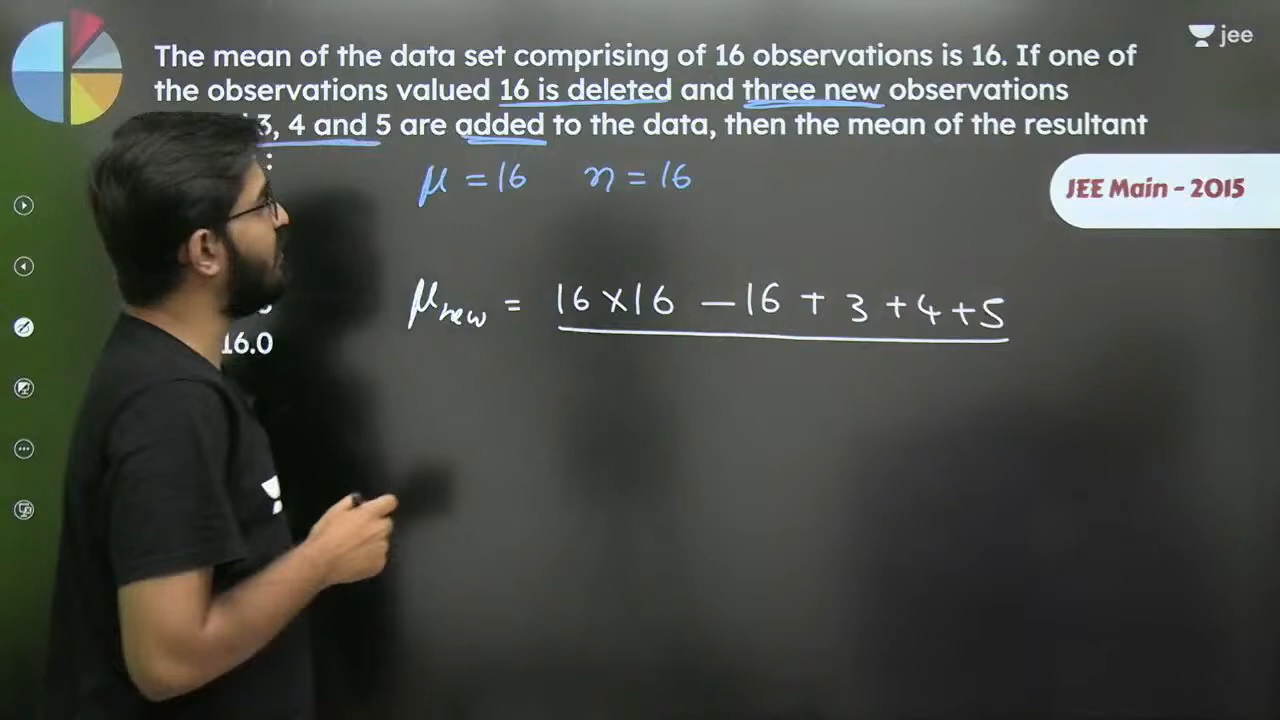 jee
The mean of the data set comprising of 16 observations is 16. If one of
the observations valued 16 is deleted and three new observations
3, 4 and 5 are added to the data, then the mean of the resultant
:
μ = 16 n = 16
JEE Main - 2015
μnew = 16 × 16 – 16 + 3 + 4 + 5
16.0